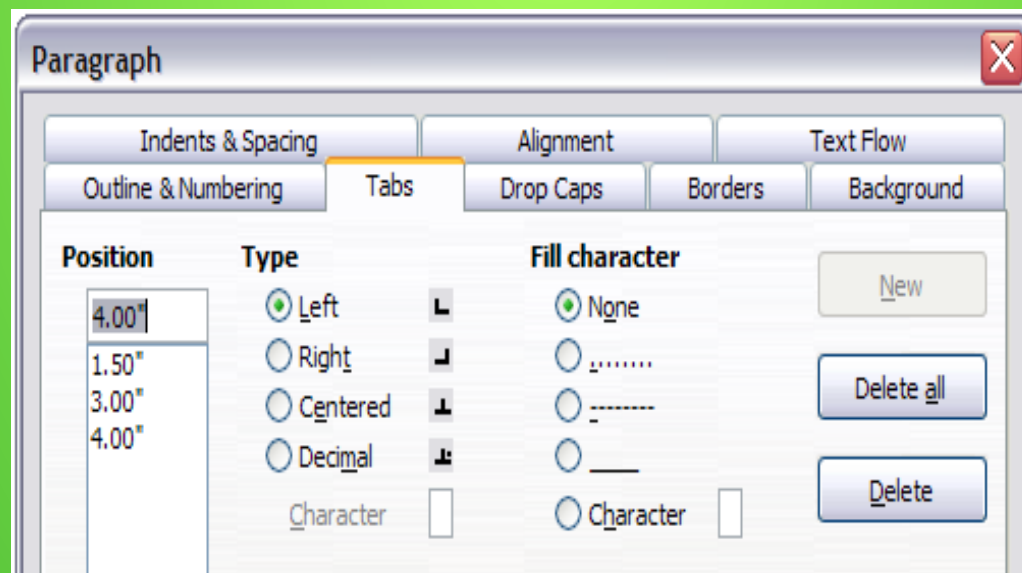 Paragraph
Indents & Spacing Alignment Text Flow
Outline & Numbering Tabs Drop Caps Borders Background
Position Type Fill character
New
4.00" Left None
1.50" Right ........
Delete all
3.00" Centered --------
4.00" Decimal ____
Delete
Character Character